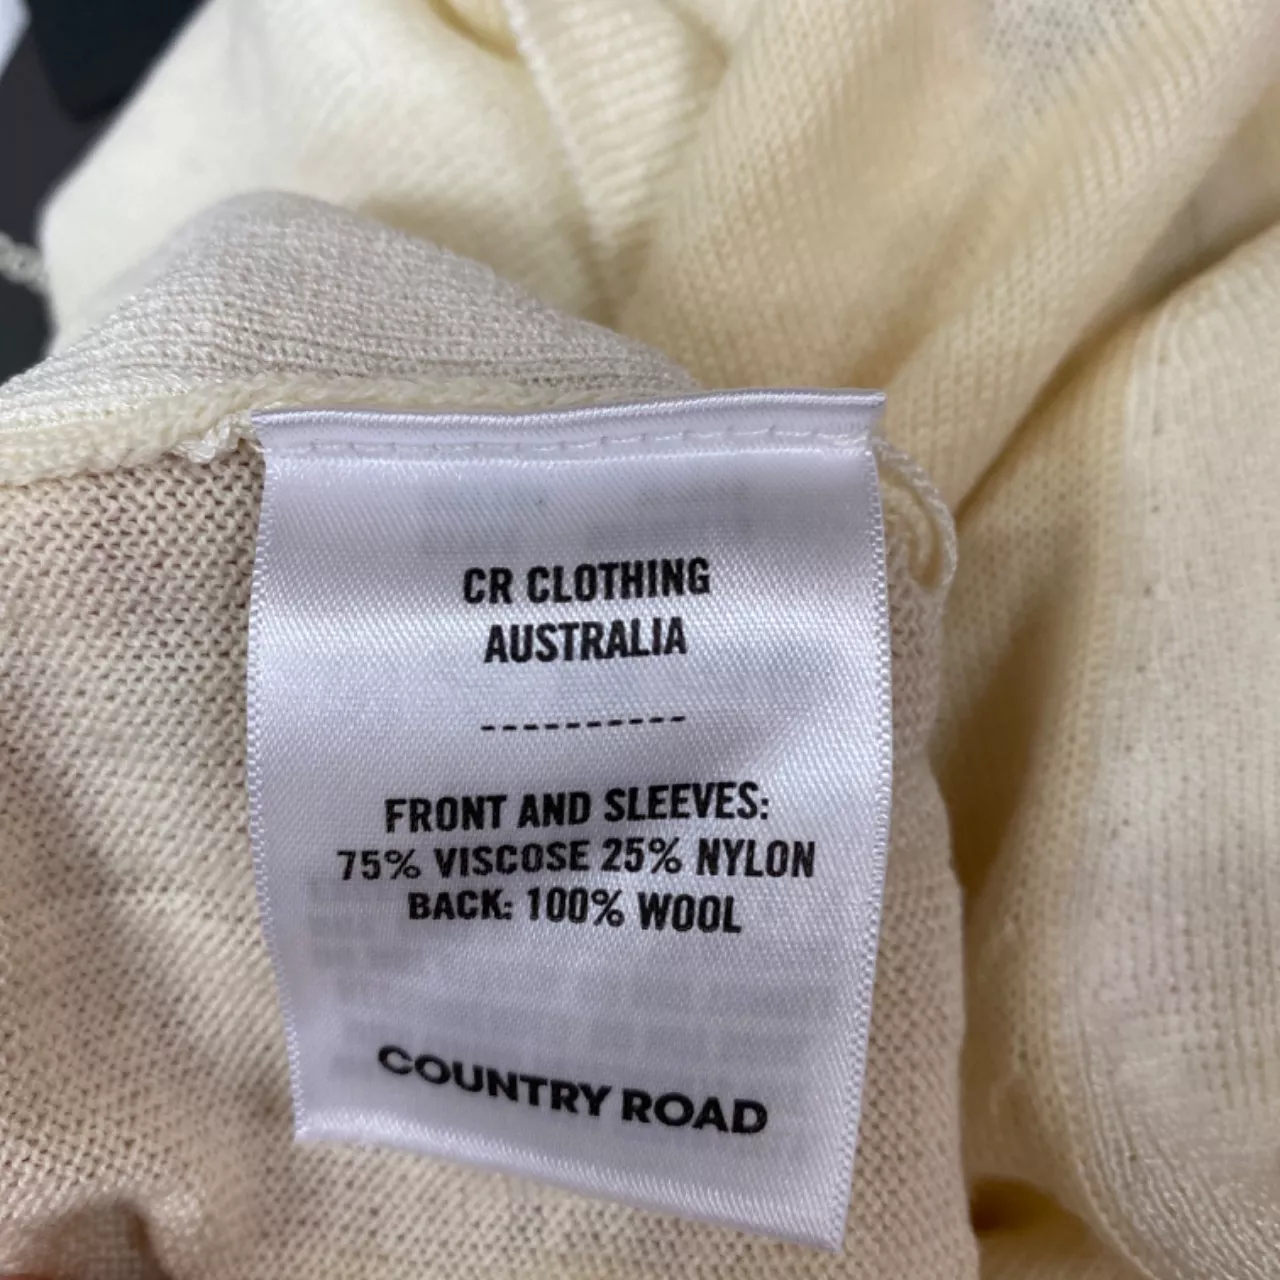 CR CLOTHING
AUSTRALIA
----------
FRONT AND SLEEVES:
75% VISCOSE 25% NYLON
BACK: 100% WOOL
COUNTRY ROAD